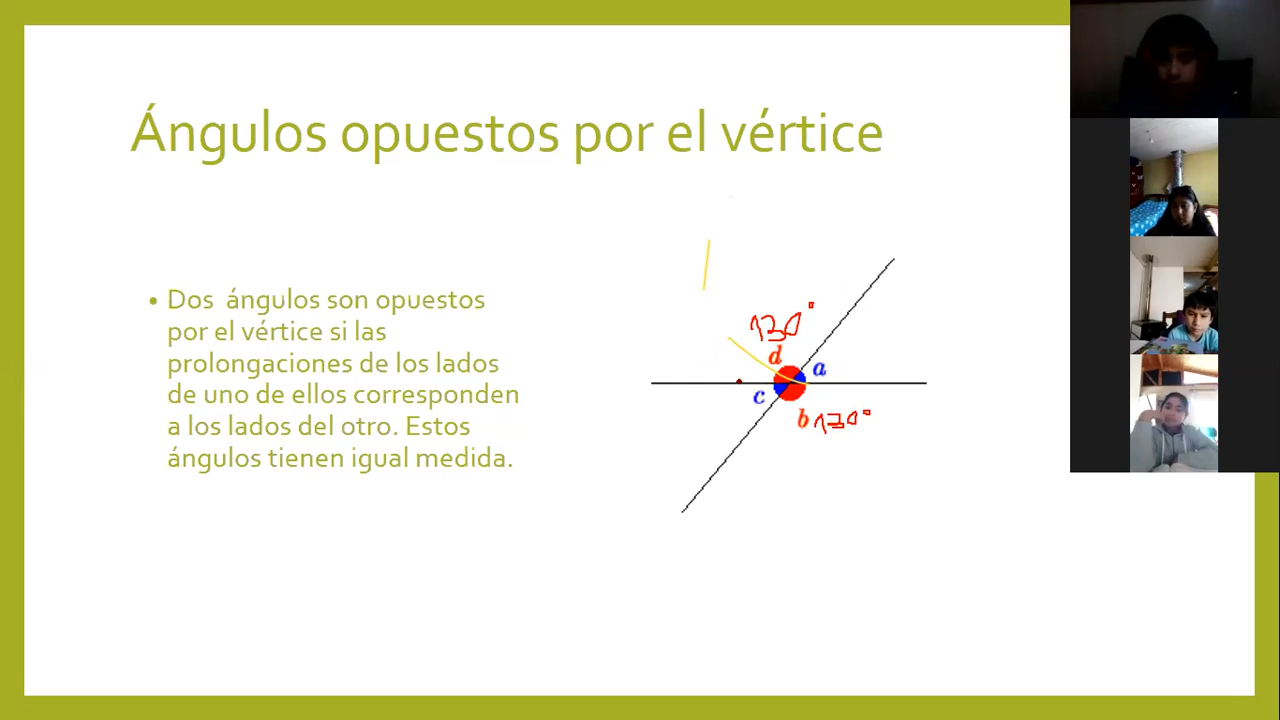 Ángulos opuestos por el vértice
• Dos ángulos son opuestos
por el vértice si las
prolongaciones de los lados
de uno de ellos corresponden
a los lados del otro. Estos
ángulos tienen igual medida.
130°
d
a
c
b 130°